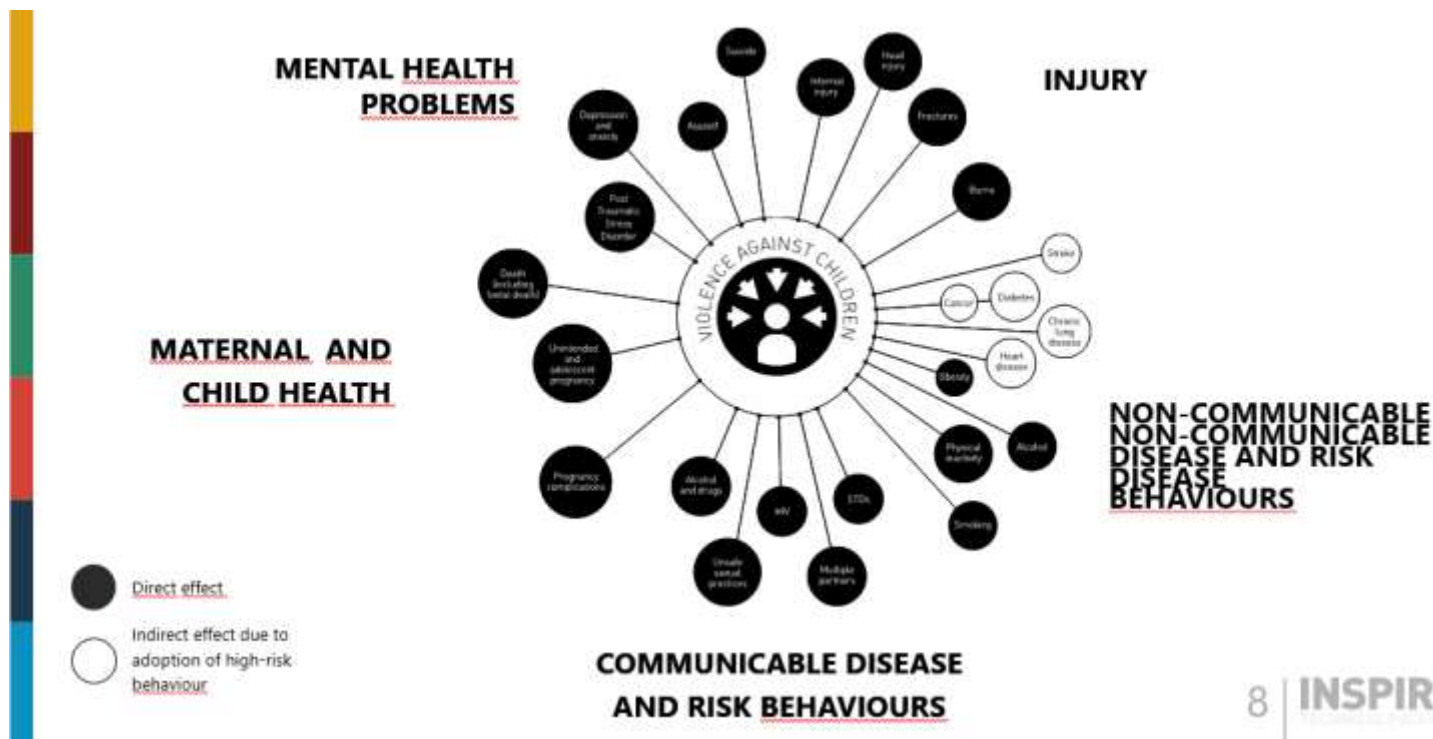 MENTAL HEALTH
PROBLEMS
INJURY
Suicide
Internal
injury
Head
injury
Fractures
Burns
Depression
and
anxiety
Assault
Post
Traumatic
Stress
Disorder
VIOLENCE AGAINST CHILDREN
Stroke
Cancer
Diabetes
Chronic
lung
disease
Heart
disease
Obesity
Alcohol
Physical
inactivity
Smoking
Death
(including
fetal death)
Unintended
and
adolescent
pregnancy
Pregnancy
complications
MATERNAL AND
CHILD HEALTH
NON-COMMUNICABLE
NON-COMMUNICABLE
DISEASE AND RISK
DISEASE
BEHAVIOURS
Alcohol
and drugs
HIV
STDs
Unsafe
sexual
practices
Multiple
partners
Direct effect
Indirect effect due to
adoption of high-risk
behaviour
COMMUNICABLE DISEASE
AND RISK BEHAVIOURS
8
INSPIR